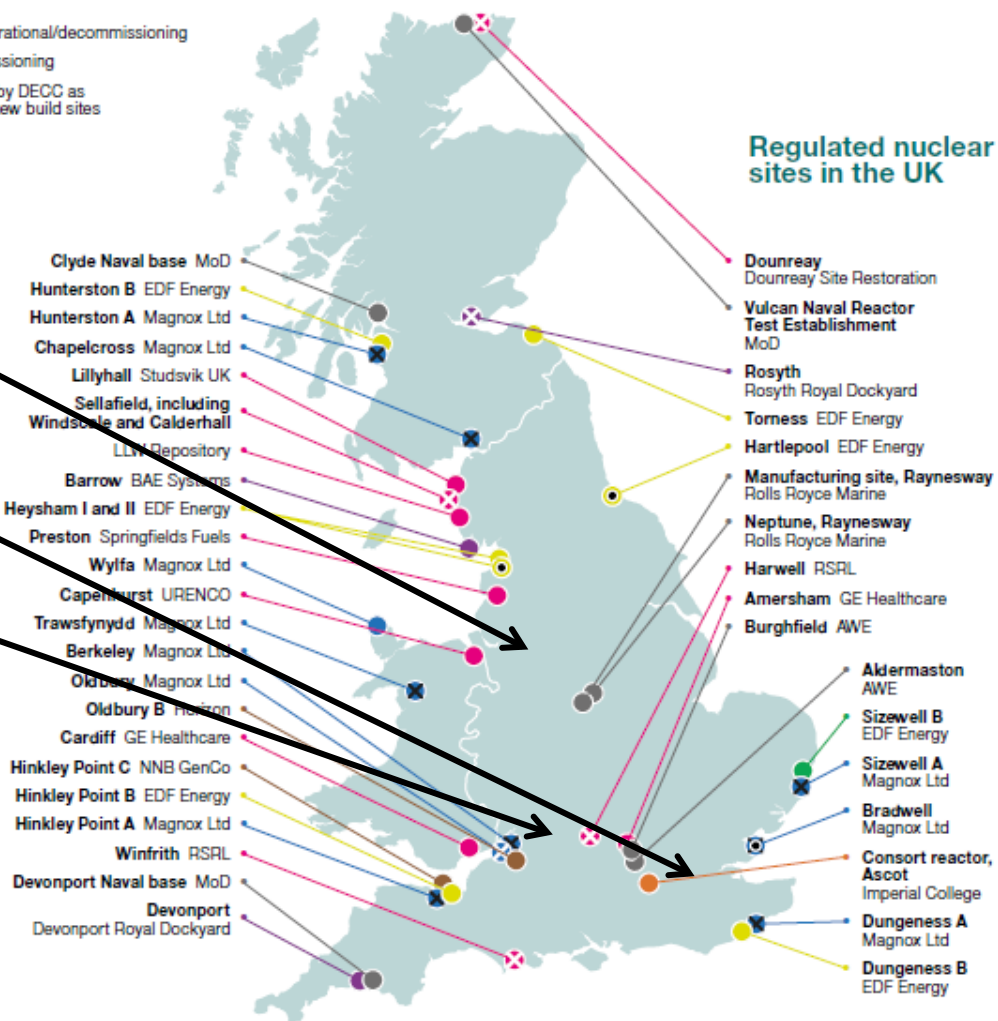 rational/decommissioning
ssioning
by DECC as
ew build sites
Regulated nuclear
sites in the UK
Clyde Naval base MoD
Hunterston B EDF Energy
Hunterston A Magnox Ltd
Chapelcross Magnox Ltd
Lillyhall Studsvik UK
Sellafield, including
Windscale and Calderhall
LLW Repository
Barrow BAE Systems
Heysham I and II EDF Energy
Preston Springfields Fuels
Wylfa Magnox Ltd
Capenhurst URENCO
Trawsfynydd Magnox Ltd
Berkeley Magnox Ltd
Oldbury Magnox Ltd
Oldbury B Horizon
Cardiff GE Healthcare
Hinkley Point C NNB GenCo
Hinkley Point B EDF Energy
Hinkley Point A Magnox Ltd
Winfrith RSRL
Devonport Naval base MoD
Devonport
Devonport Royal Dockyard
Dounreay
Dounreay Site Restoration
Vulcan Naval Reactor
Test Establishment
MoD
Rosyth
Rosyth Royal Dockyard
Torness EDF Energy
Hartlepool EDF Energy
Manufacturing site, Raynesway
Rolls Royce Marine
Neptune, Raynesway
Rolls Royce Marine
Harwell RSRL
Amersham GE Healthcare
Burghfield AWE
Aldermaston
AWE
Sizewell B
EDF Energy
Sizewell A
Magnox Ltd
Bradwell
Magnox Ltd
Consort reactor,
Ascot
Imperial College
Dungeness A
Magnox Ltd
Dungeness B
EDF Energy